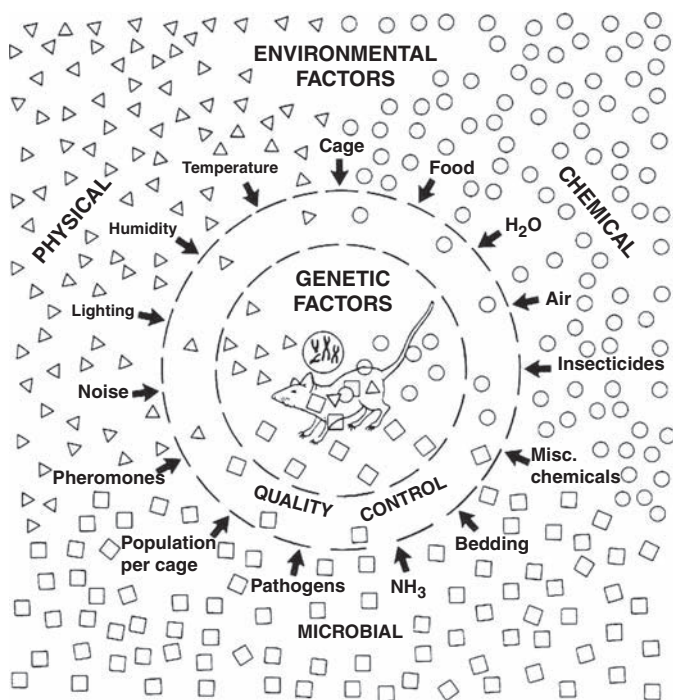 ENVIRONMENTAL
FACTORS
Cage
Temperature
Food
PHYSICAL
CHEMICAL
Humidity
H₂O
GENETIC
FACTORS
Lighting
Air
Insecticides
Noise
Pheromones
Misc.
chemicals
QUALITY CONTROL
Population
per cage
Bedding
Pathogens
NH₃
MICROBIAL